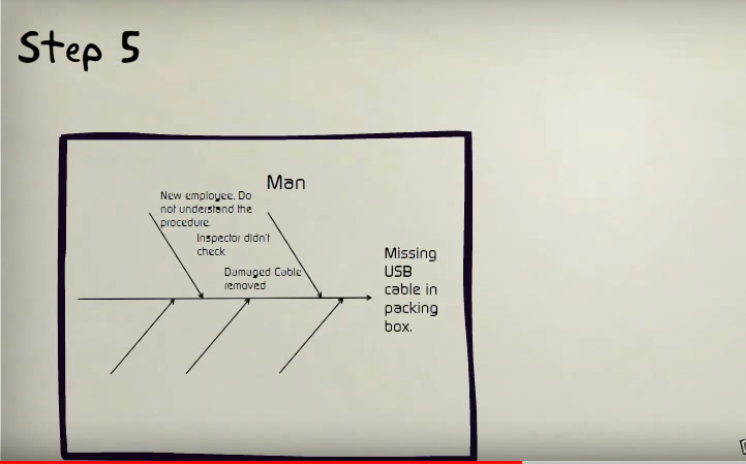 Step 5
Man
New employee. Do
not understand the
procedure.
Inspector didn't
check
Damaged Cable
removed
Missing
USB
cable in
packing
box.